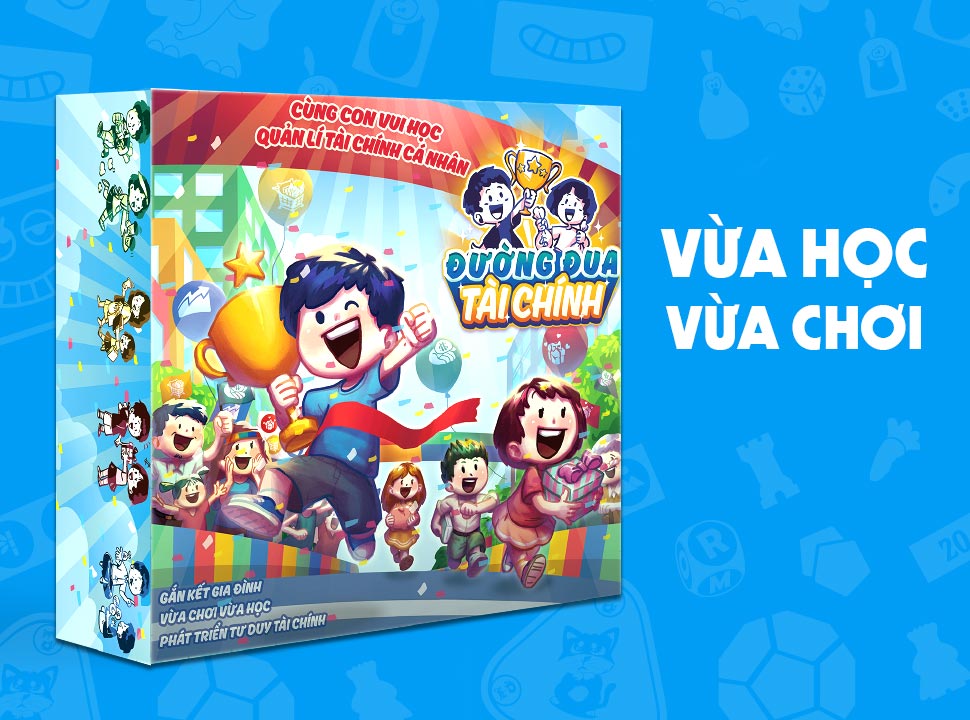 CÙNG CON VUI HỌC
QUẢN LÍ TÀI CHÍNH CÁ NHÂN
ĐƯỜNG ĐUA
TÀI CHÍNH
VỪA HỌC
VỪA CHƠI
GẮN KẾT GIA ĐÌNH
VỪA CHƠI VỪA HỌC
PHÁT TRIỂN TƯ DUY TÀI CHÍNH
R
M
20